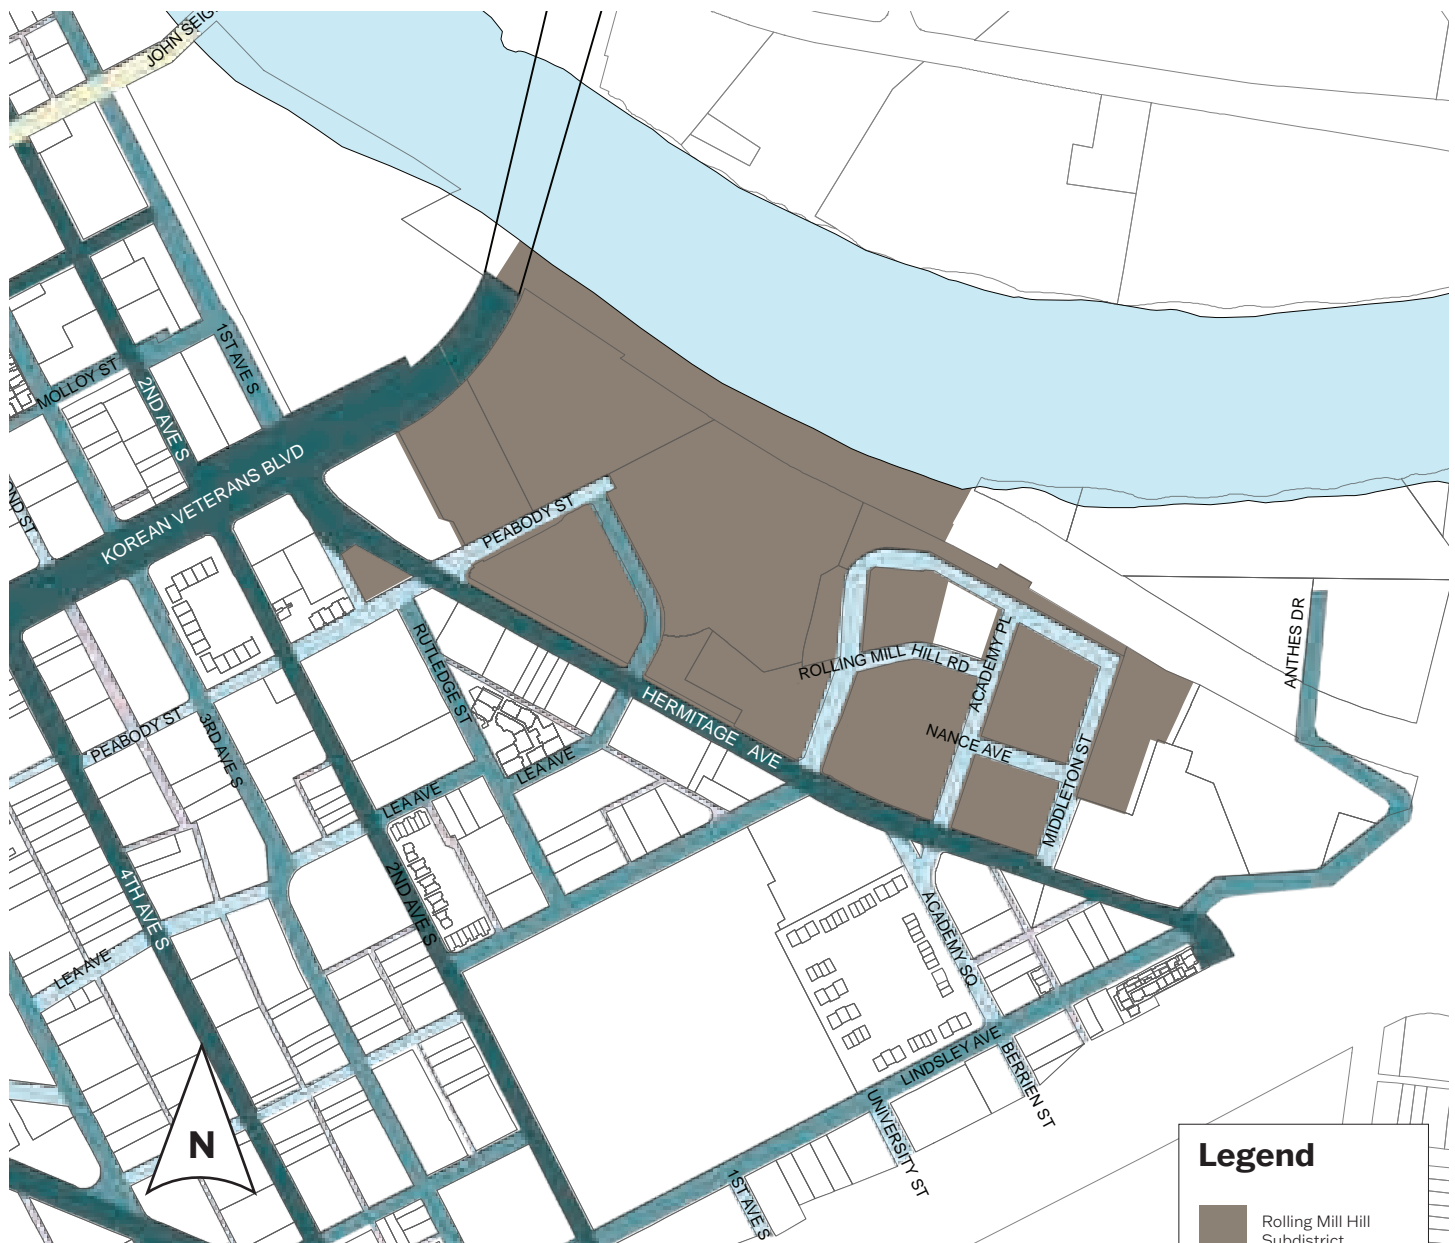 JOHN SEIG
1ST AVE S
MOLLOY ST
2ND AVE S
KOREAN VETERANS BLVD
OND ST
PEABODY ST
RUTLEDGE ST
ANTHES DR
ROLLING MILL HILL RD
ACADEMY PL
HERMITAGE AVE
NANCE AVE
MIDDLETON ST
PEABODY ST
3RD AVE S
LEA AVE
LEA AVE
4TH AVE S
2ND AVE S
LEA AVE
ACADEMY SQ
LINDSLEY AVE
BERRIEN ST
UNIVERSITY ST
1ST AVE S
N
Legend
Rolling Mill Hill
Subdistrict